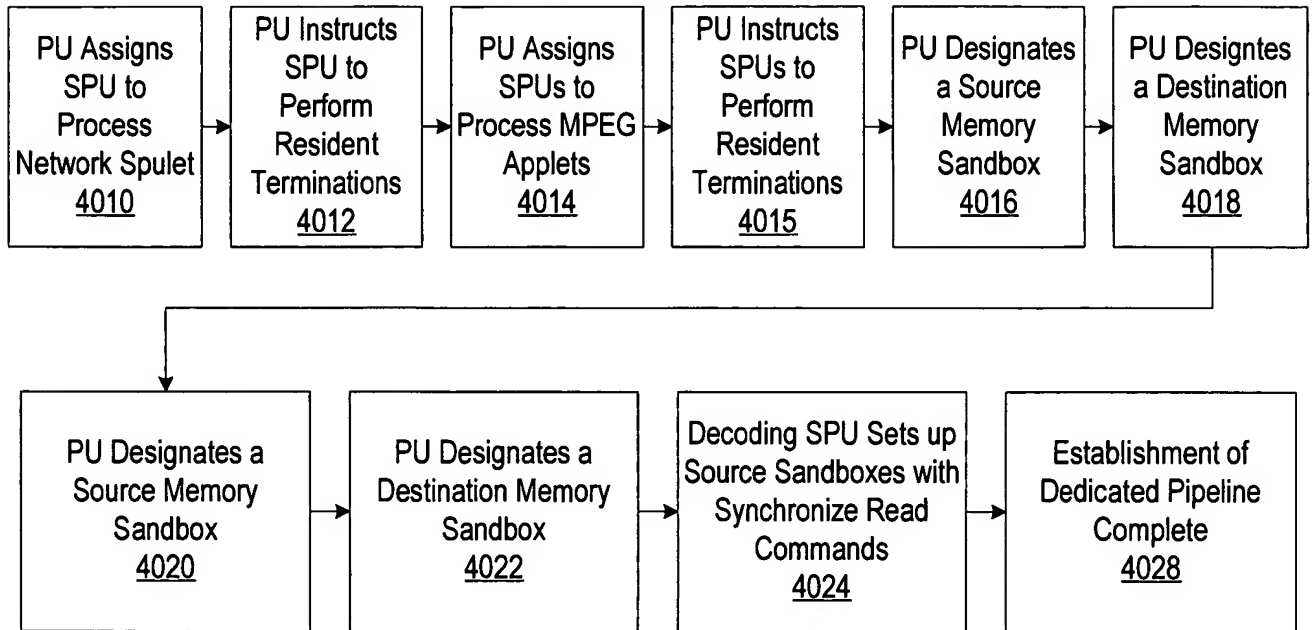 PU Assigns
SPU to
Process
Network Spulet
4010
PU Instructs
SPU to
Perform
Resident
Terminations
4012
PU Assigns
SPUs to
Process MPEG
Applets
4014
PU Instructs
SPUs to
Perform
Resident
Terminations
4015
PU Designates
a Source
Memory
Sandbox
4016
PU Designtes
a Destination
Memory
Sandbox
4018
PU Designates a
Source Memory
Sandbox
4020
PU Designates a
Destination Memory
Sandbox
4022
Decoding SPU Sets up
Source Sandboxes with
Synchronize Read
Commands
4024
Establishment of
Dedicated Pipeline
Complete
4028